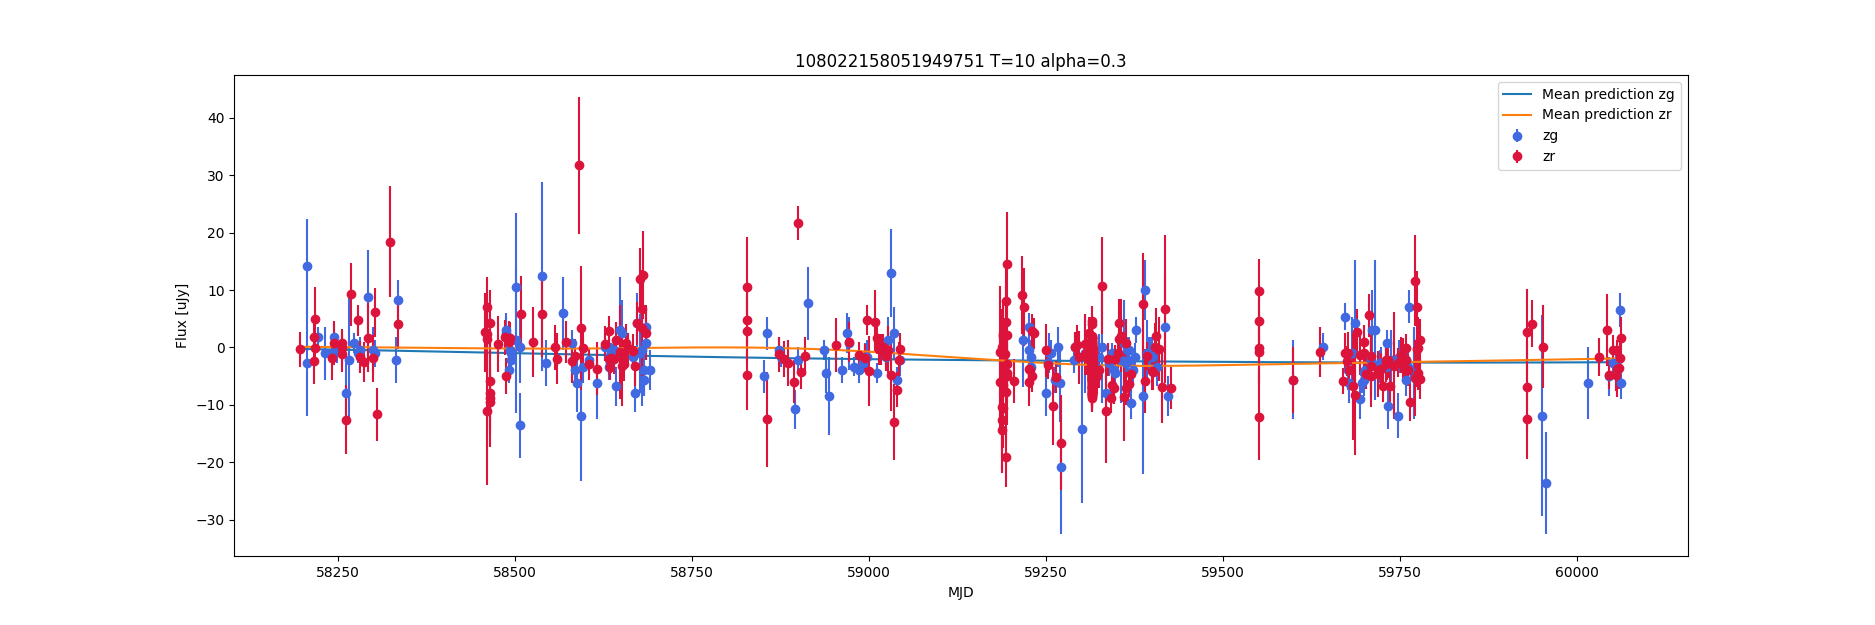 108022158051949751 T=10 alpha=0.3
Mean prediction zg
Mean prediction zr
zg
zr
Flux [uJy]
40
30
20
10
0
−10
−20
−30
58250 58500 58750 59000 59250 59500 59750 60000
MJD